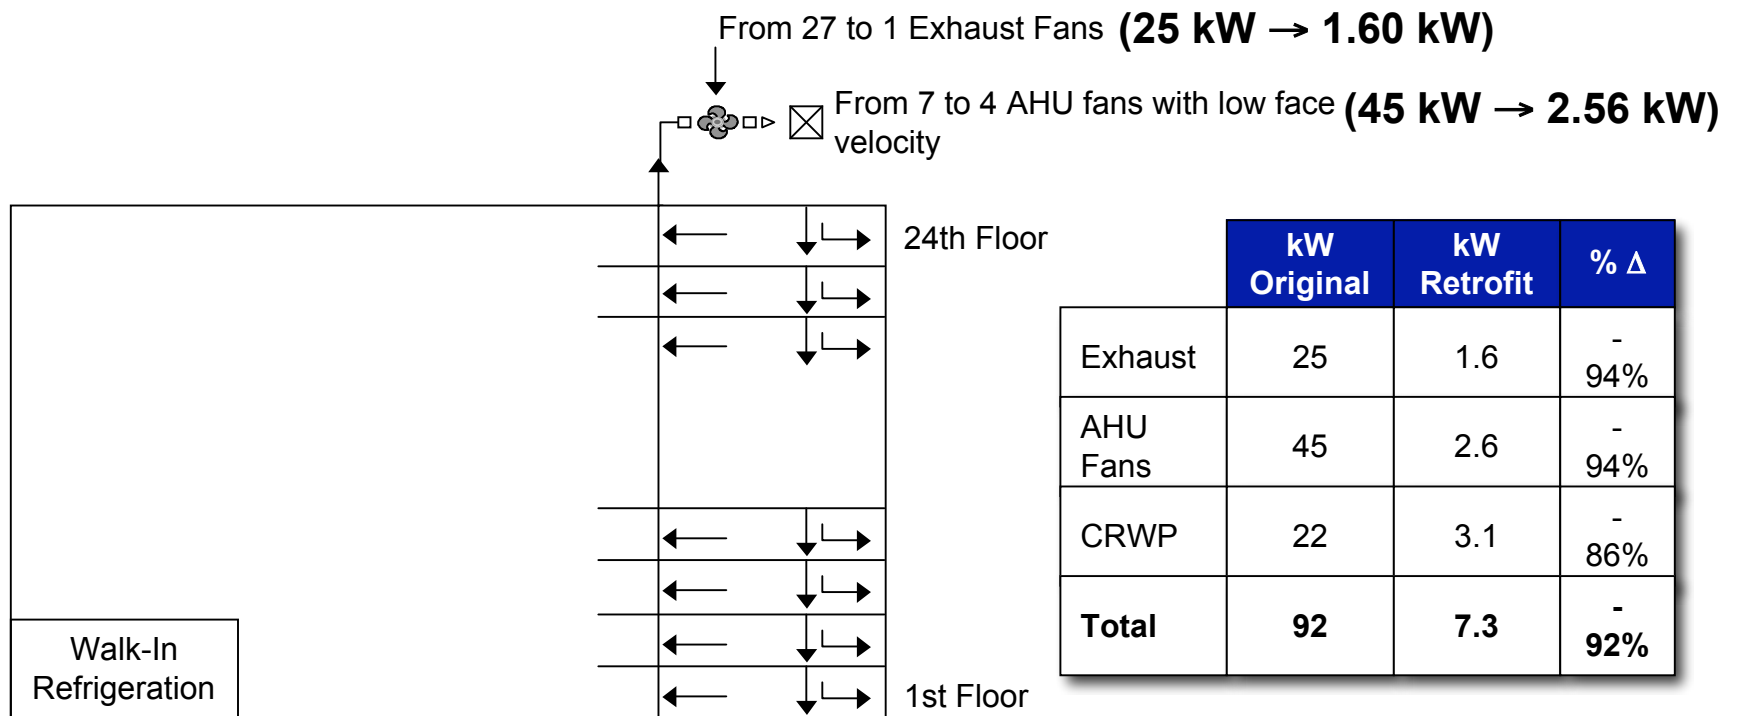 From 27 to 1 Exhaust Fans (25 kW → 1.60 kW)
From 7 to 4 AHU fans with low face (45 kW → 2.56 kW)
velocity
24th Floor
kW Original kW Retrofit % Δ
Exhaust 25 1.6 - 94%
AHU Fans 45 2.6 - 94%
CRWP 22 3.1 - 86%
Total 92 7.3 - 92%
Walk-In
Refrigeration
1st Floor